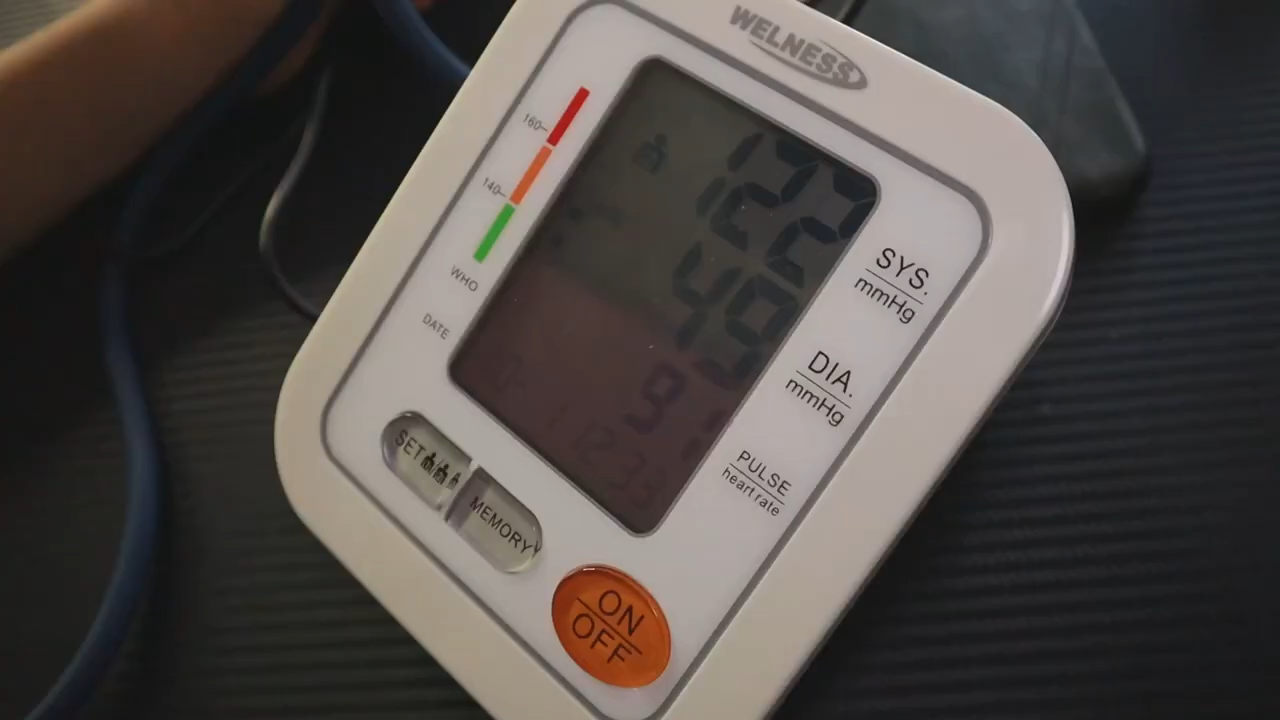 WELNESS
160
140
WHO
DATE
122
SYS.
mmHg
49
DIA.
mmHg
PULSE
heart rate
SET
MEMORY
ON
OFF